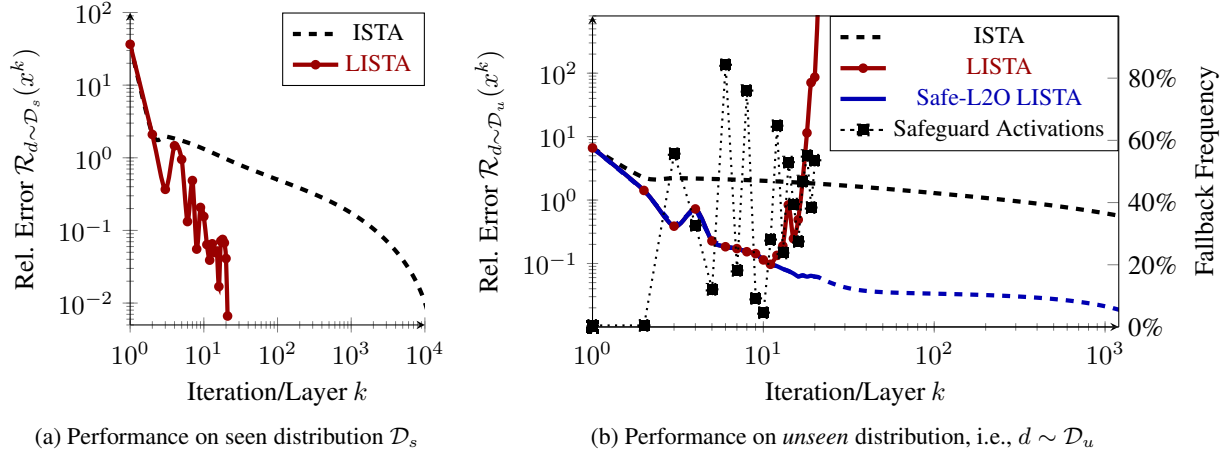 10^2
10^1
10^0
10^{-1}
10^{-2}
Rel. Error R_{d∼D_s}(x^k)
ISTA
LISTA
10^0
10^1
10^2
10^3
10^4
Iteration/Layer k
(a) Performance on seen distribution D_s
10^2
10^1
10^0
10^{-1}
Rel. Error R_{d∼D_u}(x^k)
ISTA
LISTA
Safe-L2O LISTA
Safeguard Activations
80%
60%
40%
20%
0%
Fallback Frequency
10^0
10^1
10^2
10^3
Iteration/Layer k
(b) Performance on unseen distribution, i.e., d ∼ D_u